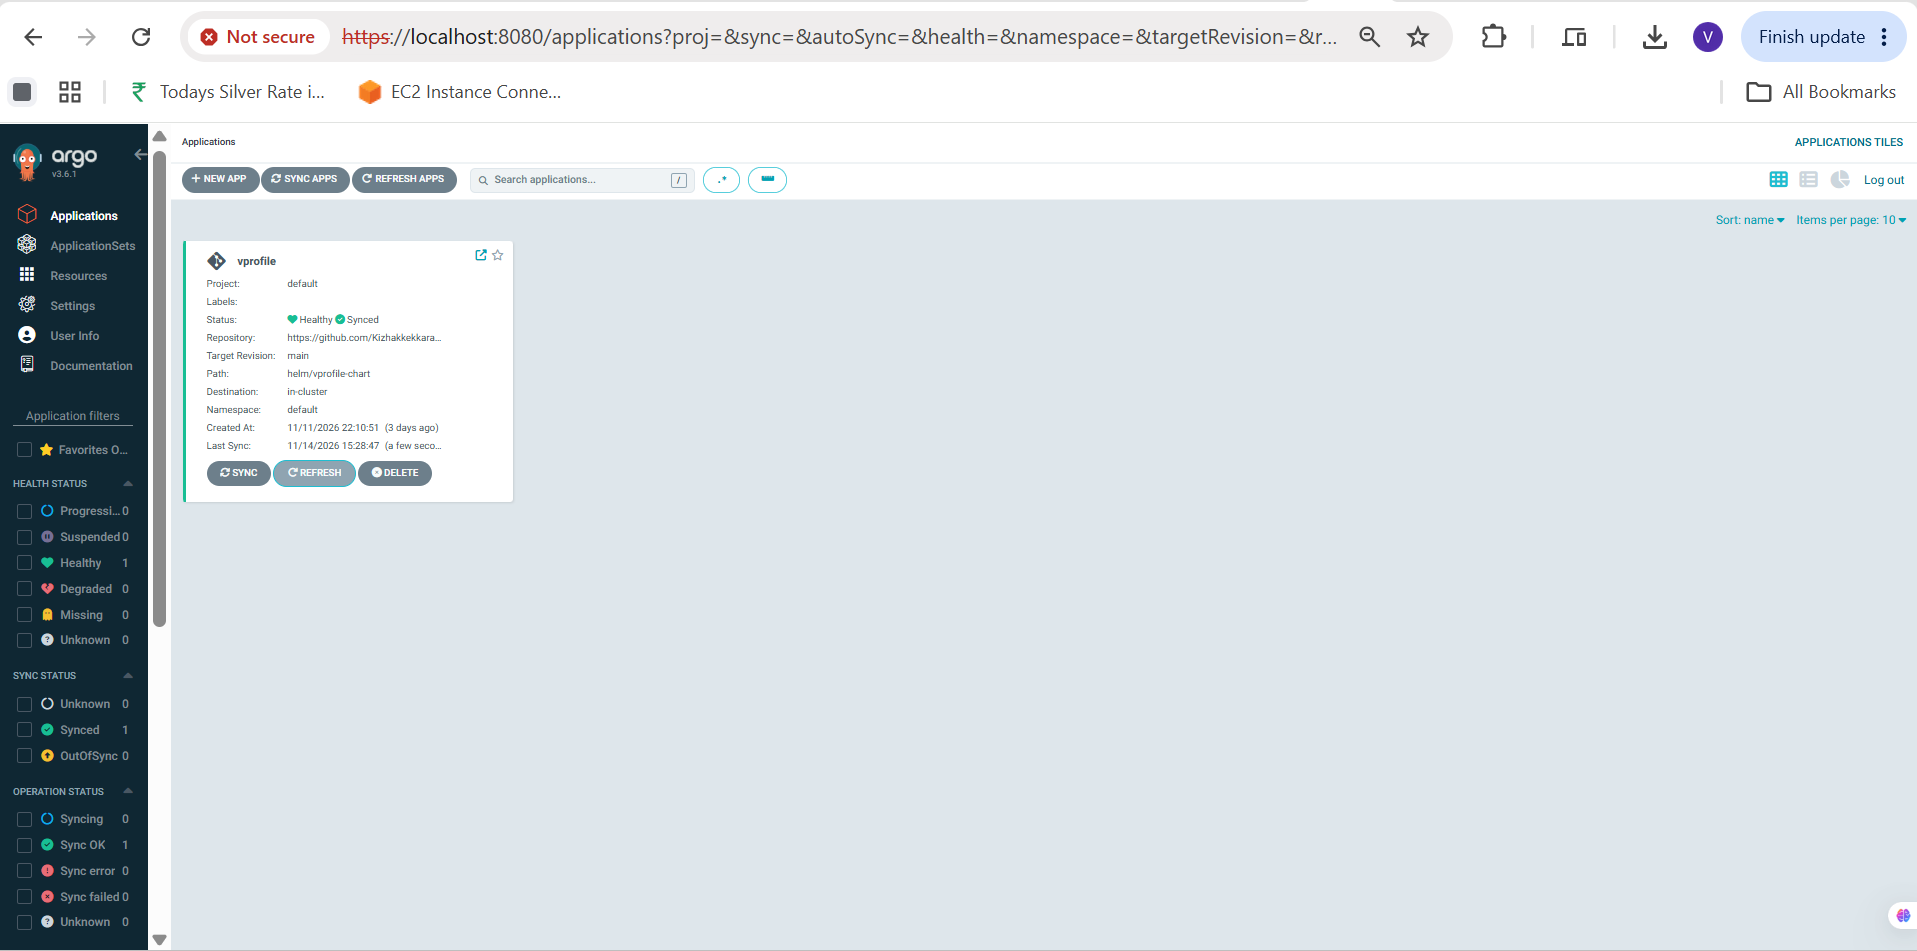 Not secure https://localhost:8080/applications?proj=&sync=&autoSync=&health=&namespace=&targetRevision=&r... V Finish update
Todays Silver Rate i... EC2 Instance Conne... All Bookmarks
argo
v3.6.1
Applications
ApplicationSets
Resources
Settings
User Info
Documentation
Application filters
Favorites O...
HEALTH STATUS
Progressi... 0
Suspended 0
Healthy 1
Degraded 0
Missing 0
Unknown 0
SYNC STATUS
Unknown 0
Synced 1
OutOfSync 0
OPERATION STATUS
Syncing 0
Sync OK 1
Sync error 0
Sync failed 0
Unknown 0
Applications APPLICATIONS TILES
+ NEW APP SYNC APPS REFRESH APPS Search applications... / .* Log out
Sort: name Items per page: 10
vprofile
Project: default
Labels:
Status: Healthy Synced
Repository: https://github.com/Kizhakkekkara...
Target Revision: main
Path: helm/vprofile-chart
Destination: in-cluster
Namespace: default
Created At: 11/11/2026 22:10:51 (3 days ago)
Last Sync: 11/14/2026 15:28:47 (a few seco...
SYNC REFRESH DELETE